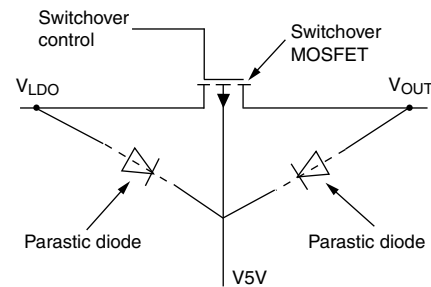 Switchover
control
Switchover
MOSFET
VLDO
VOUT
Parastic diode
Parastic diode
V5V